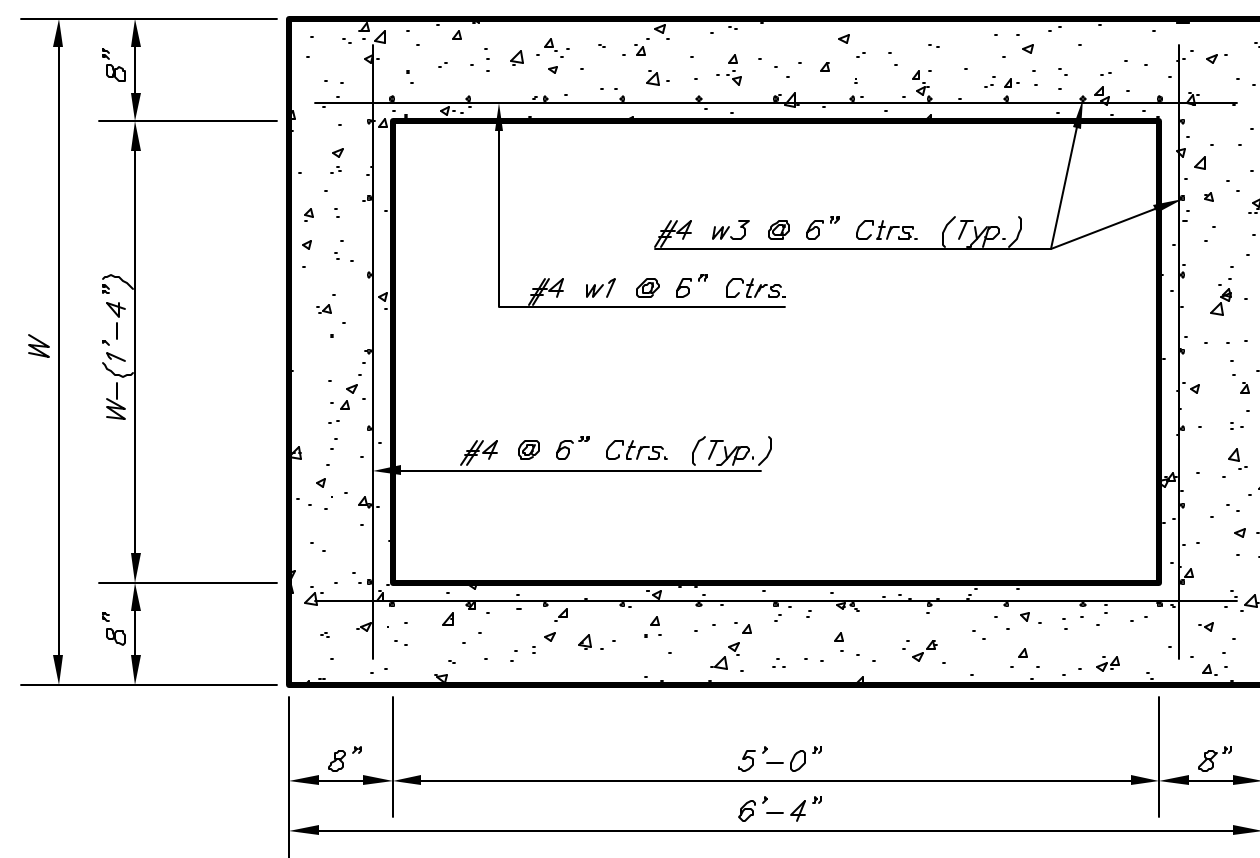 8"
#4 w3 @ 6" Ctrs. (Typ.)
#4 w1 @ 6" Ctrs.
W
W-(1'-4")
#4 @ 6" Ctrs. (Typ.)
8"
8"
5'-0"
8"
6'-4"